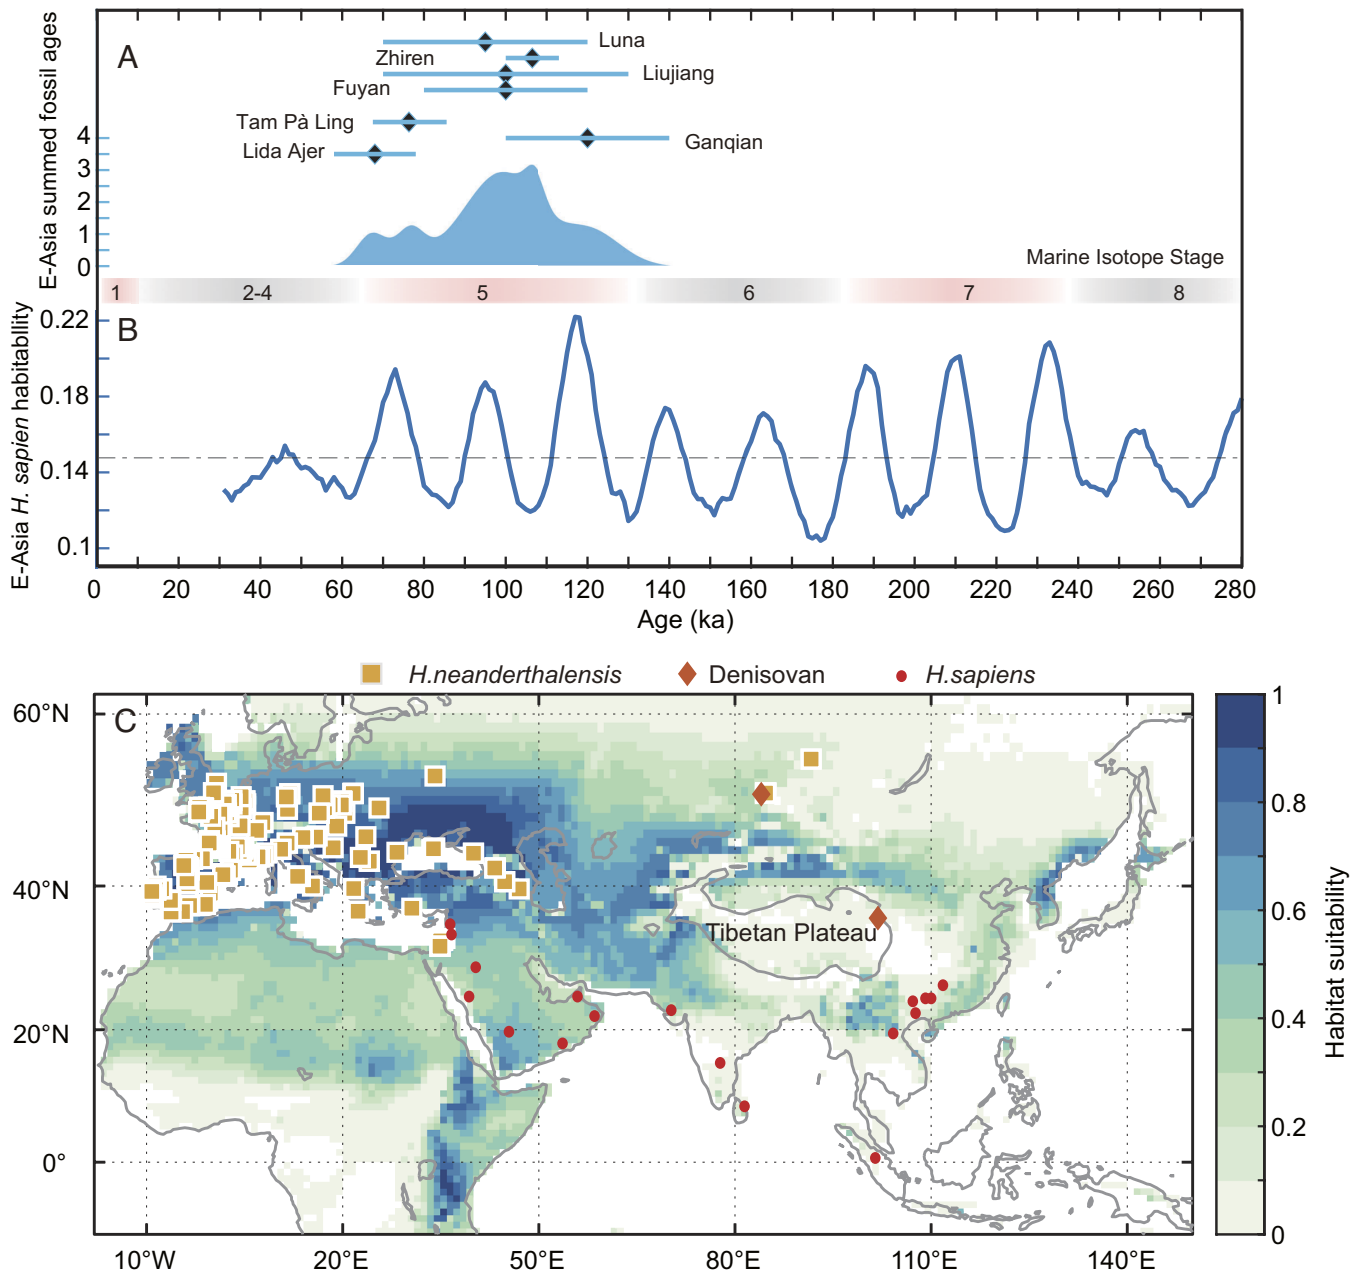 A
E-Asia summed fossil ages
Luna
Zhiren
Liujiang
Fuyan
Tam Pà Ling
Ganqian
Lida Ajer
4
3
2
1
0
Marine Isotope Stage
1 2-4 5 6 7 8
B
E-Asia H. sapien habitabllity
0.22
0.18
0.14
0.1
0 20 40 60 80 100 120 140 160 180 200 220 240 260 280
Age (ka)
H.neanderthalensis Denisovan H.sapiens
C
60°N
40°N
20°N
0°
Tibetan Plateau
10°W 20°E 50°E 80°E 110°E 140°E
1
0.8
0.6
0.4
0.2
0
Habitat suitability